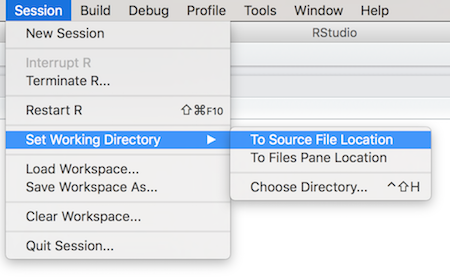 Session Build Debug Profile Tools Window Help
New Session
RStudio
Interrupt R
Terminate R...
Restart R ⇧⌘F10
Set Working Directory ▶
To Source File Location
To Files Pane Location
Load Workspace...
Save Workspace As...
Choose Directory... ^⇧H
Clear Workspace...
Quit Session...